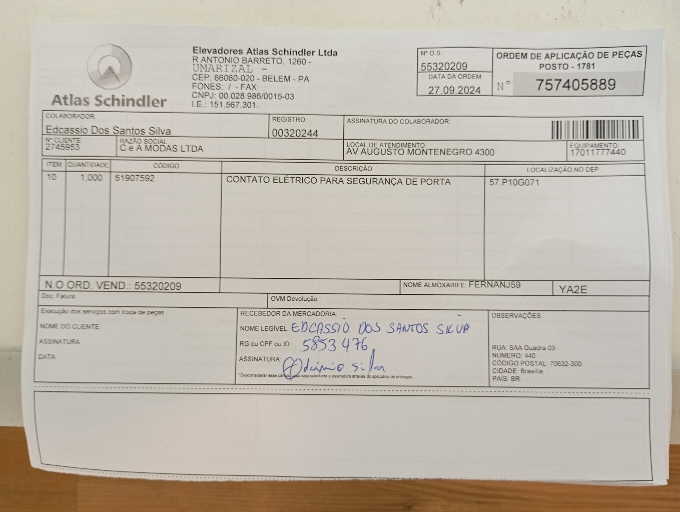 Atlas Schindler
Elevadores Atlas Schindler Ltda
R ANTONIO BARRETO, 1260 -
UMARIZAL -
CEP: 66060-020 - BELEM - PA
FONES: / - FAX:
CNPJ: 00.028.986/0015-03
I.E.: 151.567.301.
Nº O.S.
55320209
DATA DA ORDEM
27.09.2024
ORDEM DE APLICAÇÃO DE PEÇAS
POSTO - 1781
N° 757405889
COLABORADOR:
Edcassio Dos Santos Silva
REGISTRO
00320244
ASSINATURA DO COLABORADOR:
Nº CLIENTE
2745953
RAZÃO SOCIAL
C e A MODAS LTDA
LOCAL DE ATENDIMENTO:
AV AUGUSTO MONTENEGRO 4300
EQUIPAMENTO:
17011777440
ITEM QUANTIDADE CÓDIGO DESCRIÇÃO LOCALIZAÇÃO NO DEP.
10 1,000 51907592 CONTATO ELÉTRICO PARA SEGURANÇA DE PORTA 57.P10G071
N.O ORD. VEND.: 55320209
NOME ALMOXARIFE: FERNANJ59
YA2E
Doc. Fatura
OVM Devolução
Execução dos serviços com troca de peças
NOME DO CLIENTE:
ASSINATURA:
DATA:
RECEBEDOR DA MERCADORIA:
NOME LEGÍVEL EDCASSIO DOS SANTOS SILVA
RG ou CPF ou ID: 5853476
ASSINATURA
OBSERVAÇÕES:
RUA: SAA Quadra 03
NUMERO: 440
CÓDIGO POSTAL: 70632-300
CIDADE: Brasília
PAÍS: BR